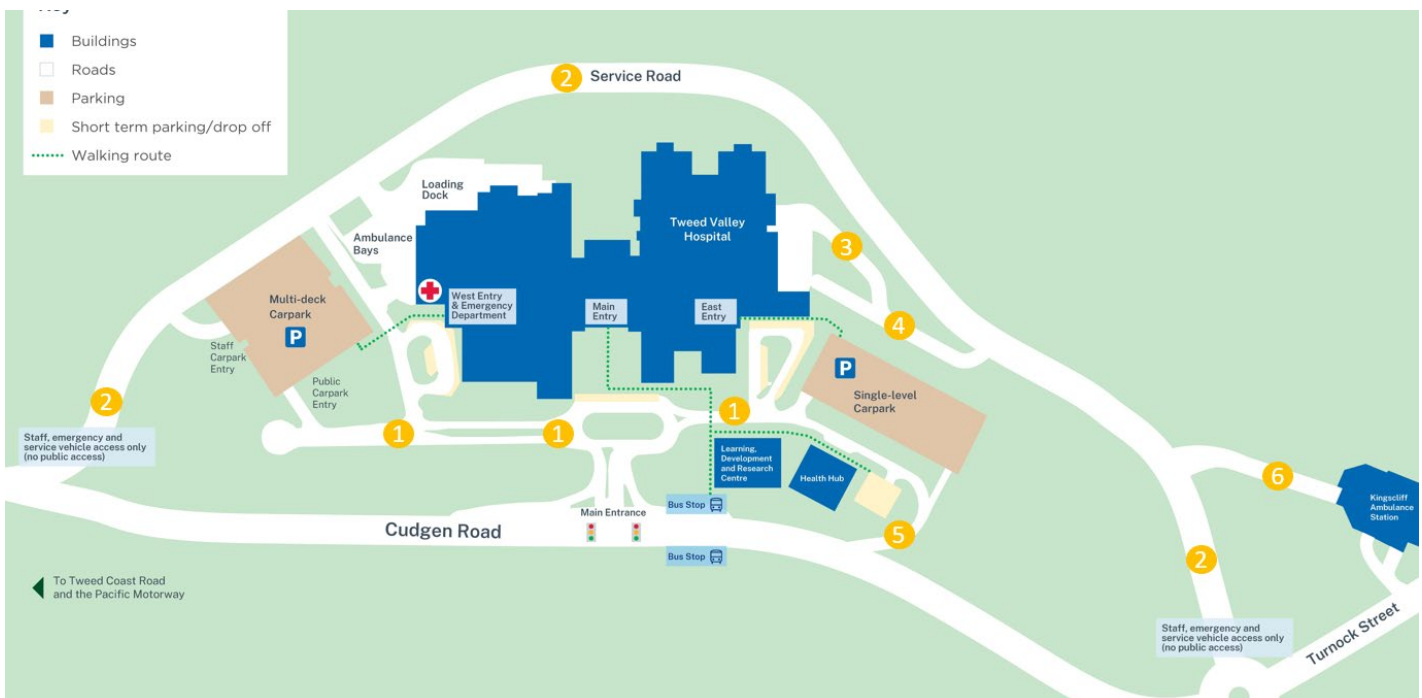 Key
Buildings
Roads
Parking
Short term parking/drop off
Walking route
2
Service Road
Loading
Dock
Tweed Valley
Hospital
Ambulance
Bays
3
West Entry
& Emergency
Department
Main
Entry
East
Entry
Multi-deck
Carpark
P
4
Staff
Carpark
Entry
Public
Carpark
Entry
P
Single-level
Carpark
2
1
1
1
Staff, emergency and
service vehicle access only
(no public access)
Learning,
Development
and Research
Centre
Health Hub
6
Kingscliff
Ambulance
Station
Bus Stop
Main Entrance
Cudgen Road
5
Bus Stop
2
To Tweed Coast Road
and the Pacific Motorway
Staff, emergency and
service vehicle access only
(no public access)
Turnock Street